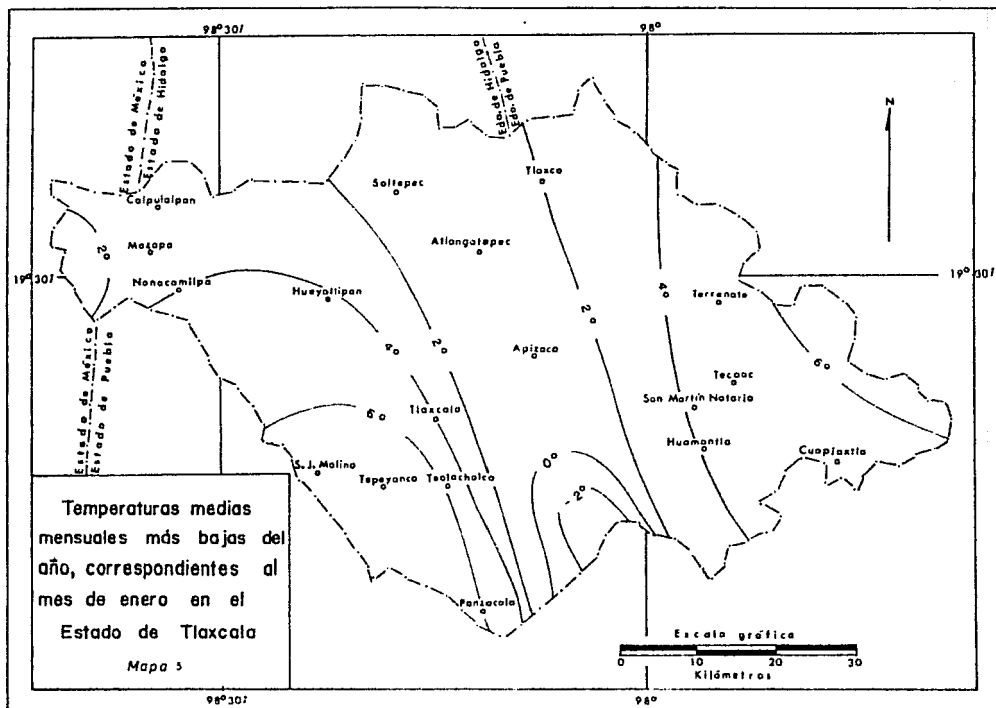 98°30'
98°
Estado de México
Estado de Hidalgo
Edo. de Hidalgo
Edo. de Puebla
N
Calpulalpan
Soltepec
Tlaxco
Mazapa
2°
Atlangatepec
19°30'
19°30'
Nanacamilpa
Hueyotlipan
4°
Terrenate
2°
4°
2°
Apizaco
6°
Estado de México
Estado de Puebla
Tecoac
San Martín Notario
6°
Tlaxcala
Huamantla
Cuapiaxtla
S. J. Molino
Tepeyanco
Teolacholco
0°
-2°
Panzacola
Temperaturas medias
mensuales más bajas del
año, correspondientes al
mes de enero en el
Estado de Tlaxcala
Mapa 5
Escala gráfica
0 10 20 30
Kilómetros
98°30'
98°